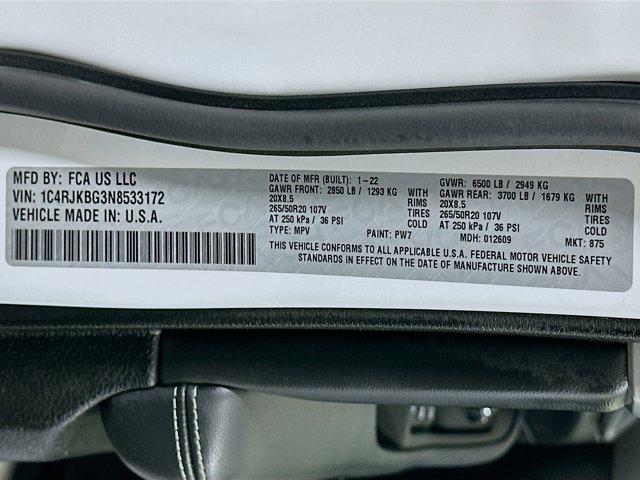 MFD BY: FCA US LLC
VIN: 1C4RJKBG3N8533172
VEHICLE MADE IN U.S.A.
DATE OF MFR (BUILT): 1-22
GAWR FRONT: 2850 LB / 1293 KG WITH
20X8.5 RIMS
265/50R20 107V TIRES
AT 250 kPa / 36 PSI COLD
TYPE: MPV PAINT: PW7
GVWR: 6500 LB / 2949 KG
GAWR REAR: 3700 LB / 1679 KG WITH
20X8.5 RIMS
265/50R20 107V TIRES
AT 250 kPa / 36 PSI COLD
MDH: 012609 MKT: 875
THIS VEHICLE CONFORMS TO ALL APPLICABLE U.S.A. FEDERAL MOTOR VEHICLE SAFETY
STANDARDS IN EFFECT ON THE DATE OF MANUFACTURE SHOWN ABOVE.